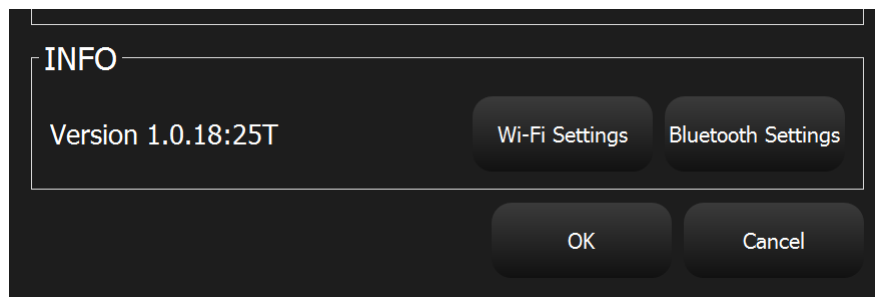 INFO
Version 1.0.18:25T
Wi-Fi Settings
Bluetooth Settings
OK
Cancel